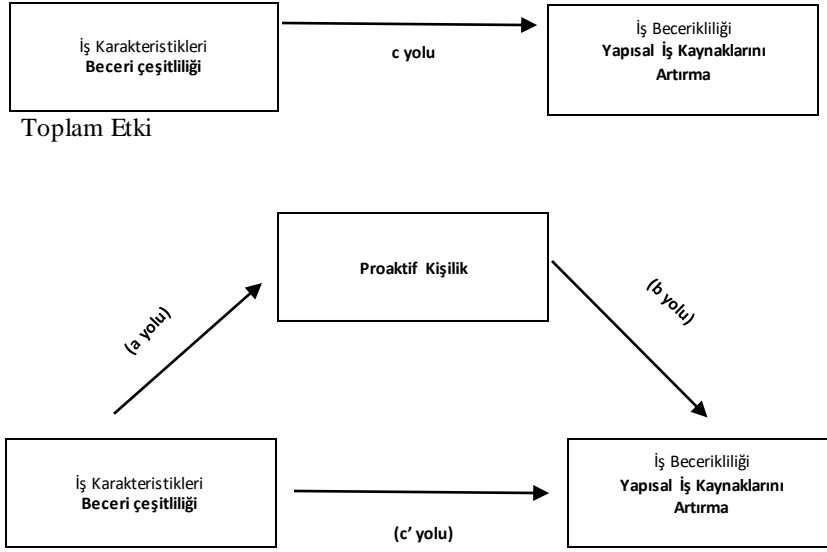 İş Karakteristikleri
Beceri çeşitliliği
c yolu
İş Becerikliliği
Yapısal İş Kaynaklarını
Artırma
Toplam Etki
Proaktif Kişilik
(a yolu)
(b yolu)
İş Karakteristikleri
Beceri çeşitliliği
(c' yolu)
İş Becerikliliği
Yapısal İş Kaynaklarını
Artırma